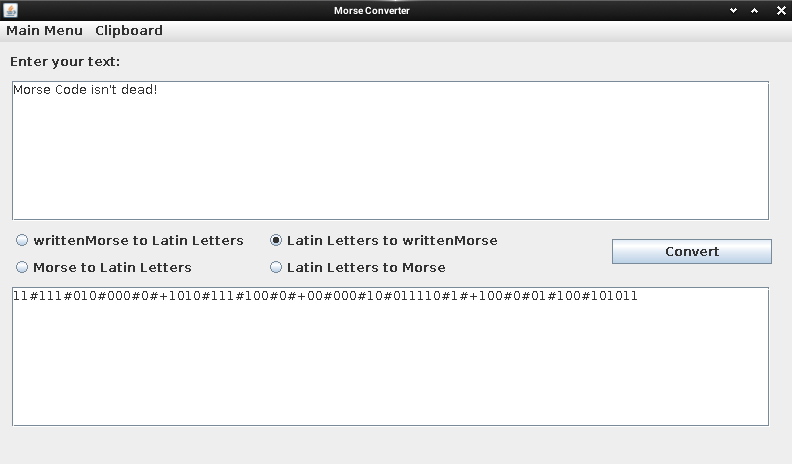 Morse Converter
Main Menu Clipboard
Enter your text:
Morse Code isn't dead!
writtenMorse to Latin Letters
Latin Letters to writtenMorse
Morse to Latin Letters
Latin Letters to Morse
Convert
11#111#010#000#0#+1010#111#100#0#+00#000#10#011110#1#+100#0#01#100#101011